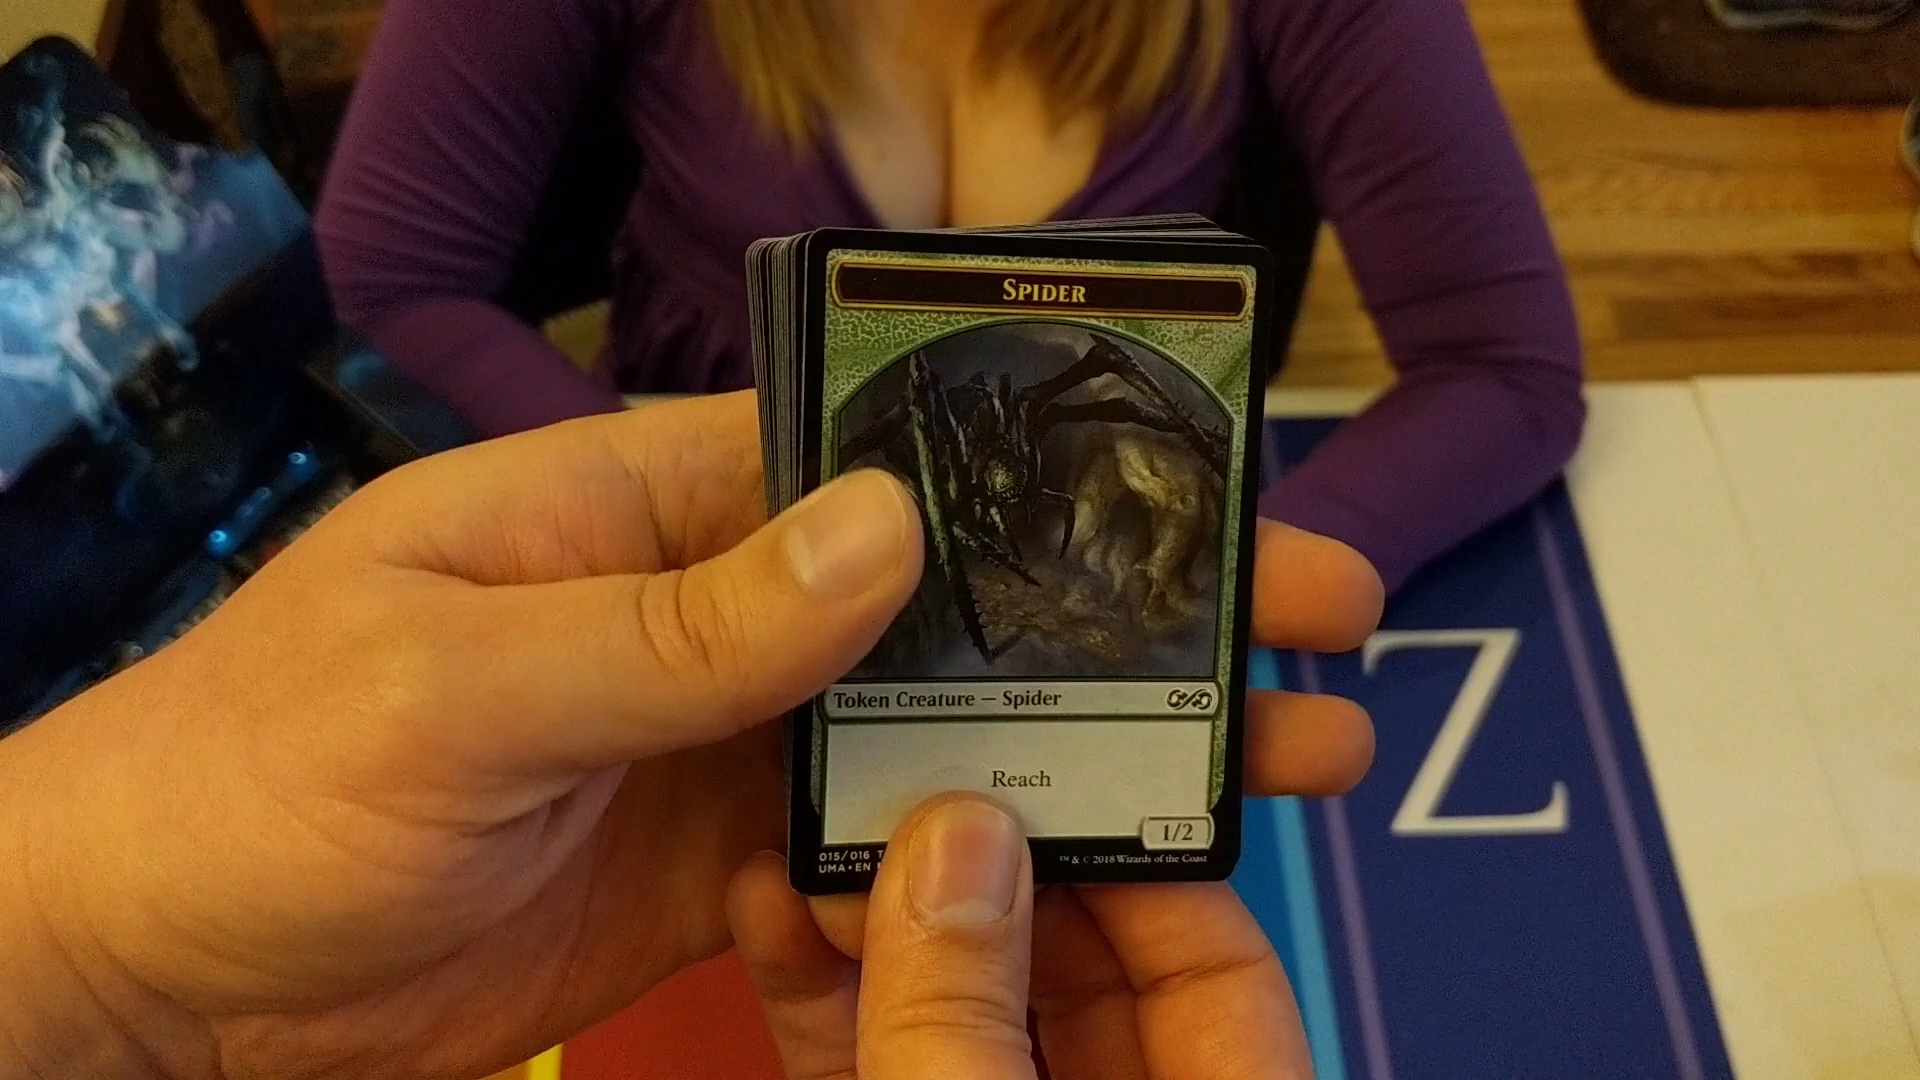 SPIDER
Token Creature — Spider
Reach
1/2
015/016 T
UMA • EN
™ & © 2018 Wizards of the Coast
Z